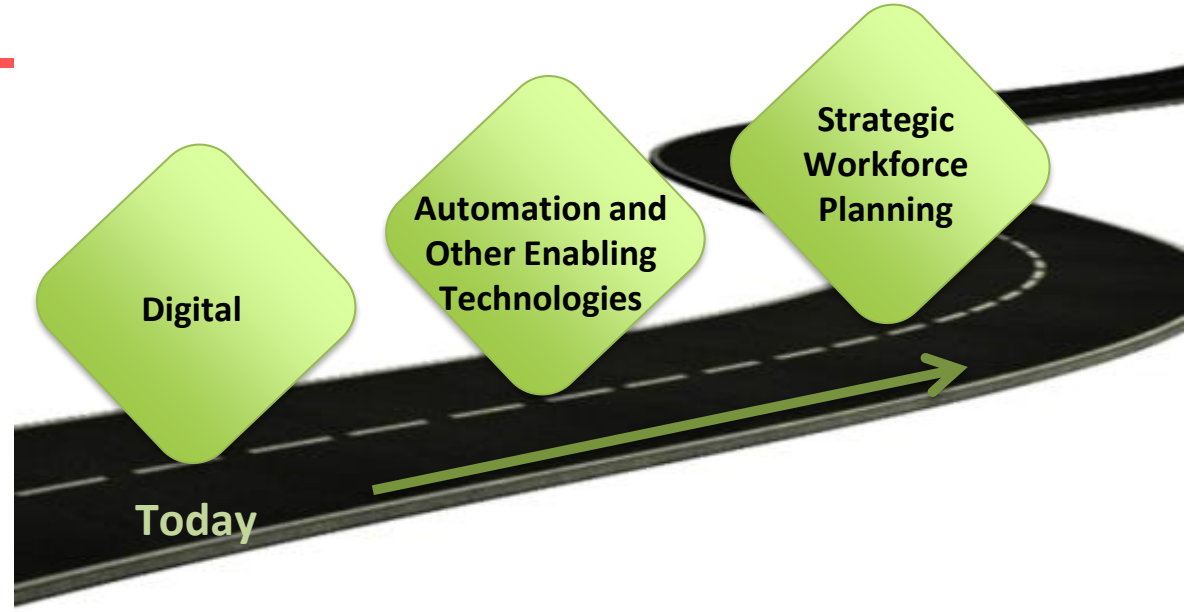 Digital
Automation and
Other Enabling
Technologies
Strategic
Workforce
Planning
Today